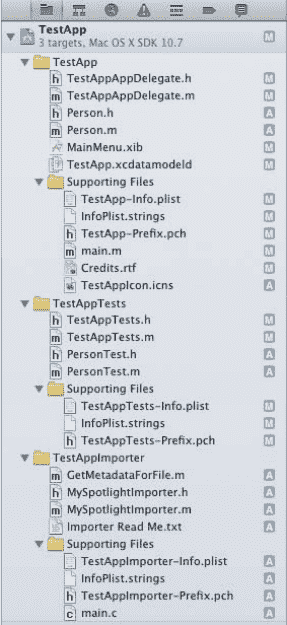 TestApp M
3 targets, Mac OS X SDK 10.7
TestApp
h TestAppAppDelegate.h M
m TestAppAppDelegate.m M
h Person.h A
m Person.m A
MainMenu.xib M
TestApp.xcdatamodeld M
Supporting Files
TestApp-Info.plist M
InfoPlist.strings M
h TestApp-Prefix.pch M
m main.m M
Credits.rtf M
TestAppIcon.icns A
TestAppTests
h TestAppTests.h M
m TestAppTests.m M
h PersonTest.h A
m PersonTest.m A
Supporting Files
TestAppTests-Info.plist M
InfoPlist.strings M
h TestAppTests-Prefix.pch M
TestAppImporter
m GetMetadataForFile.m A
h MySpotlightImporter.h A
m MySpotlightImporter.m A
Importer Read Me.txt A
Supporting Files
TestAppImporter-Info.plist A
InfoPlist.strings A
h TestAppImporter-Prefix.pch A
c main.c A